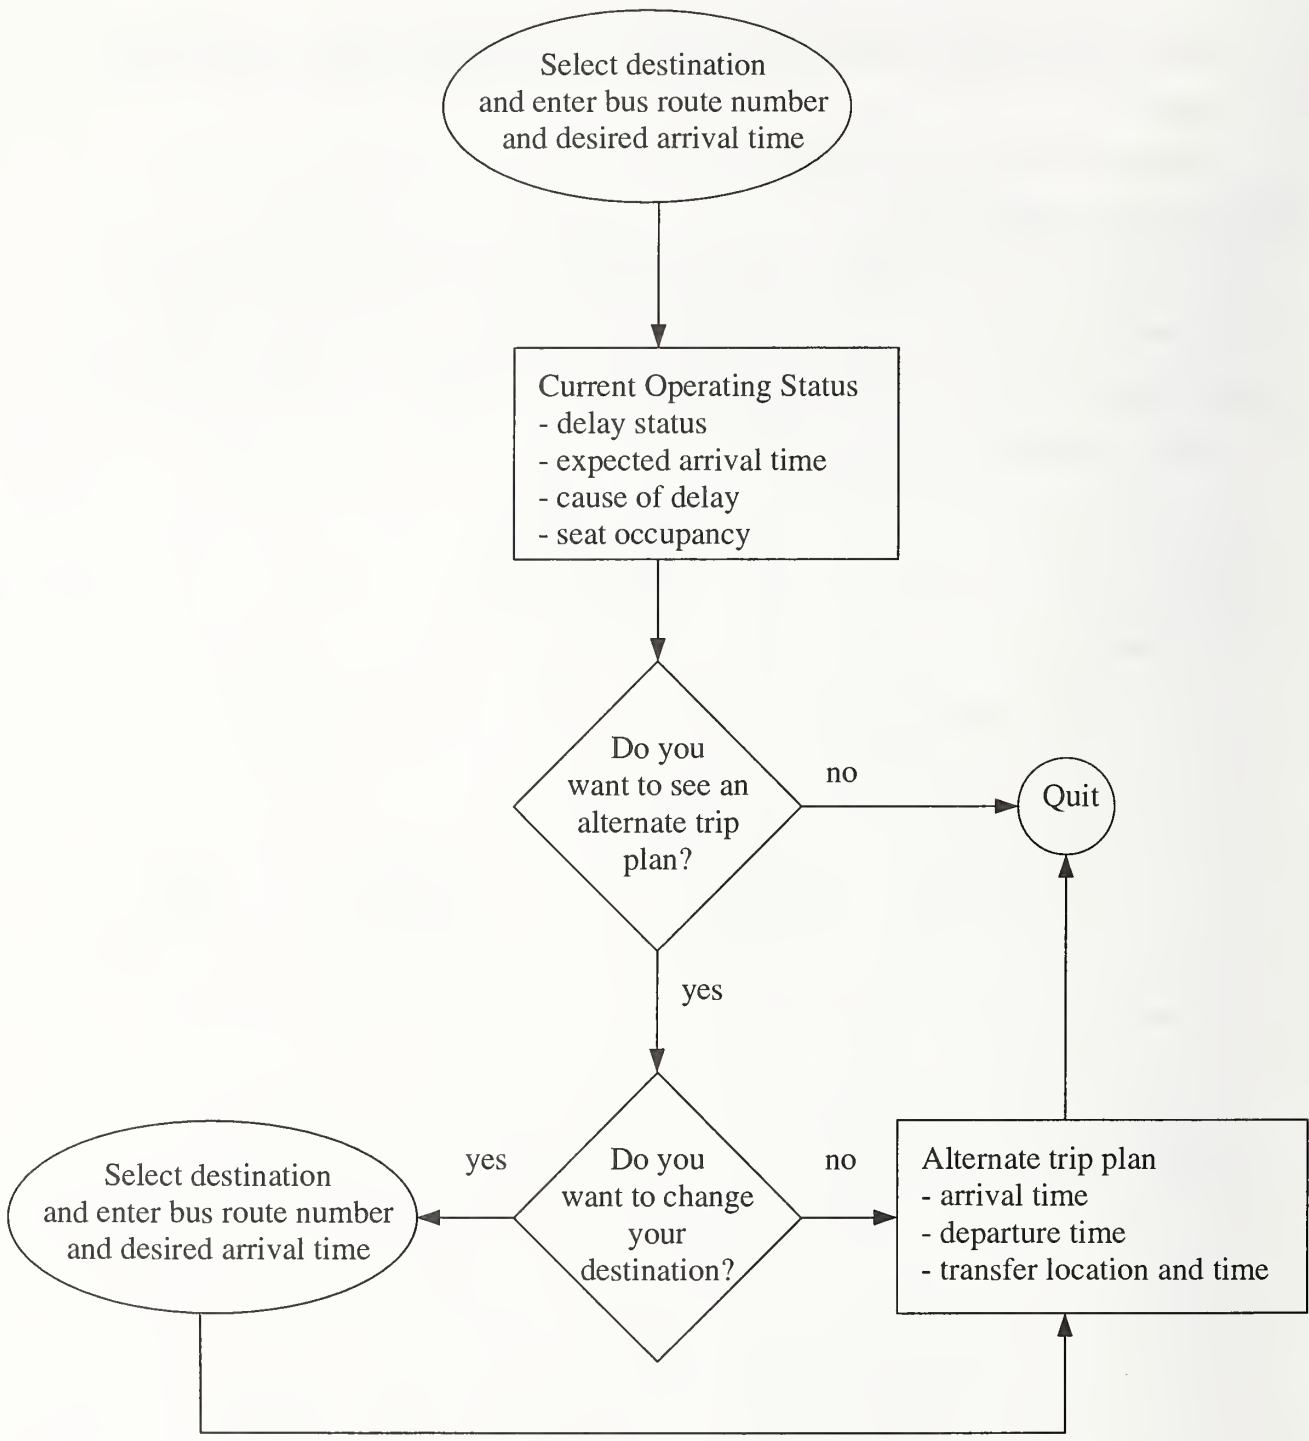 Select destination
and enter bus route number
and desired arrival time
Current Operating Status
- delay status
- expected arrival time
- cause of delay
- seat occupancy
Do you
want to see an
alternate trip
plan?
no
Quit
yes
Do you
want to change
your
destination?
yes
no
Select destination
and enter bus route number
and desired arrival time
Alternate trip plan
- arrival time
- departure time
- transfer location and time